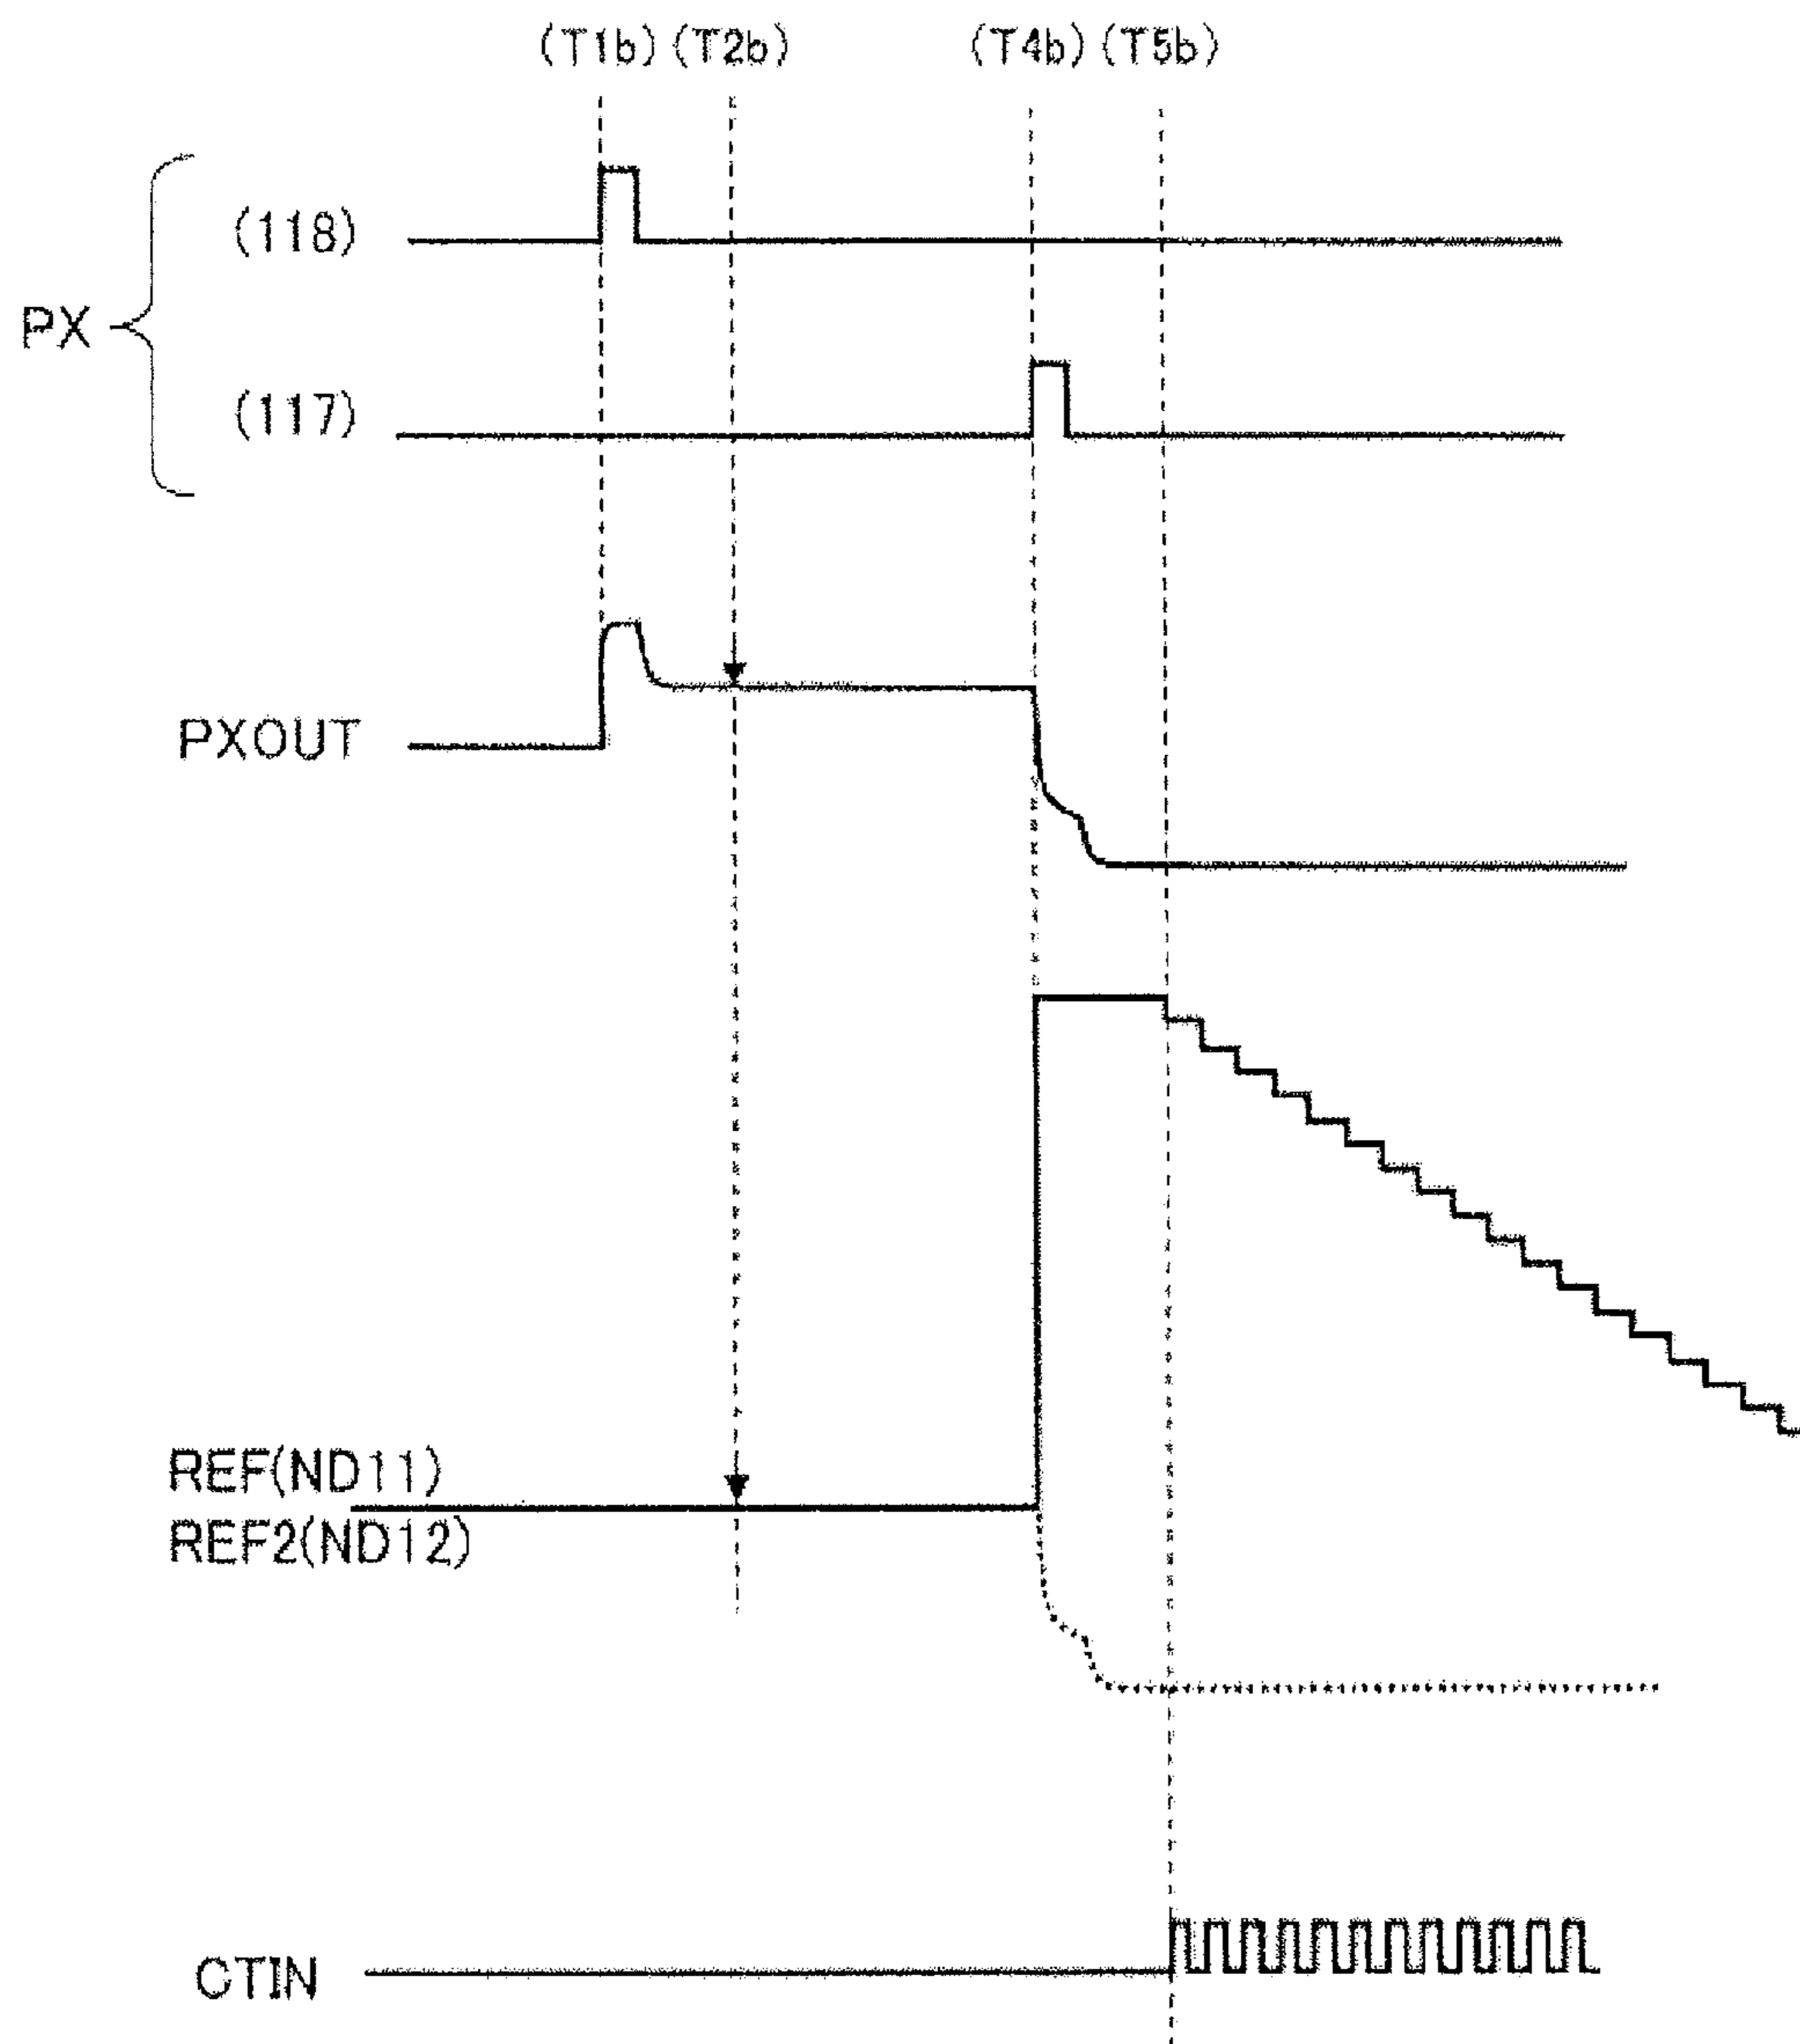 (T1b) (T2b) (T4b) (T5b)
(118)
PX
(117)
PXOUT
REF(ND11)
REF2(ND12)
CTIN